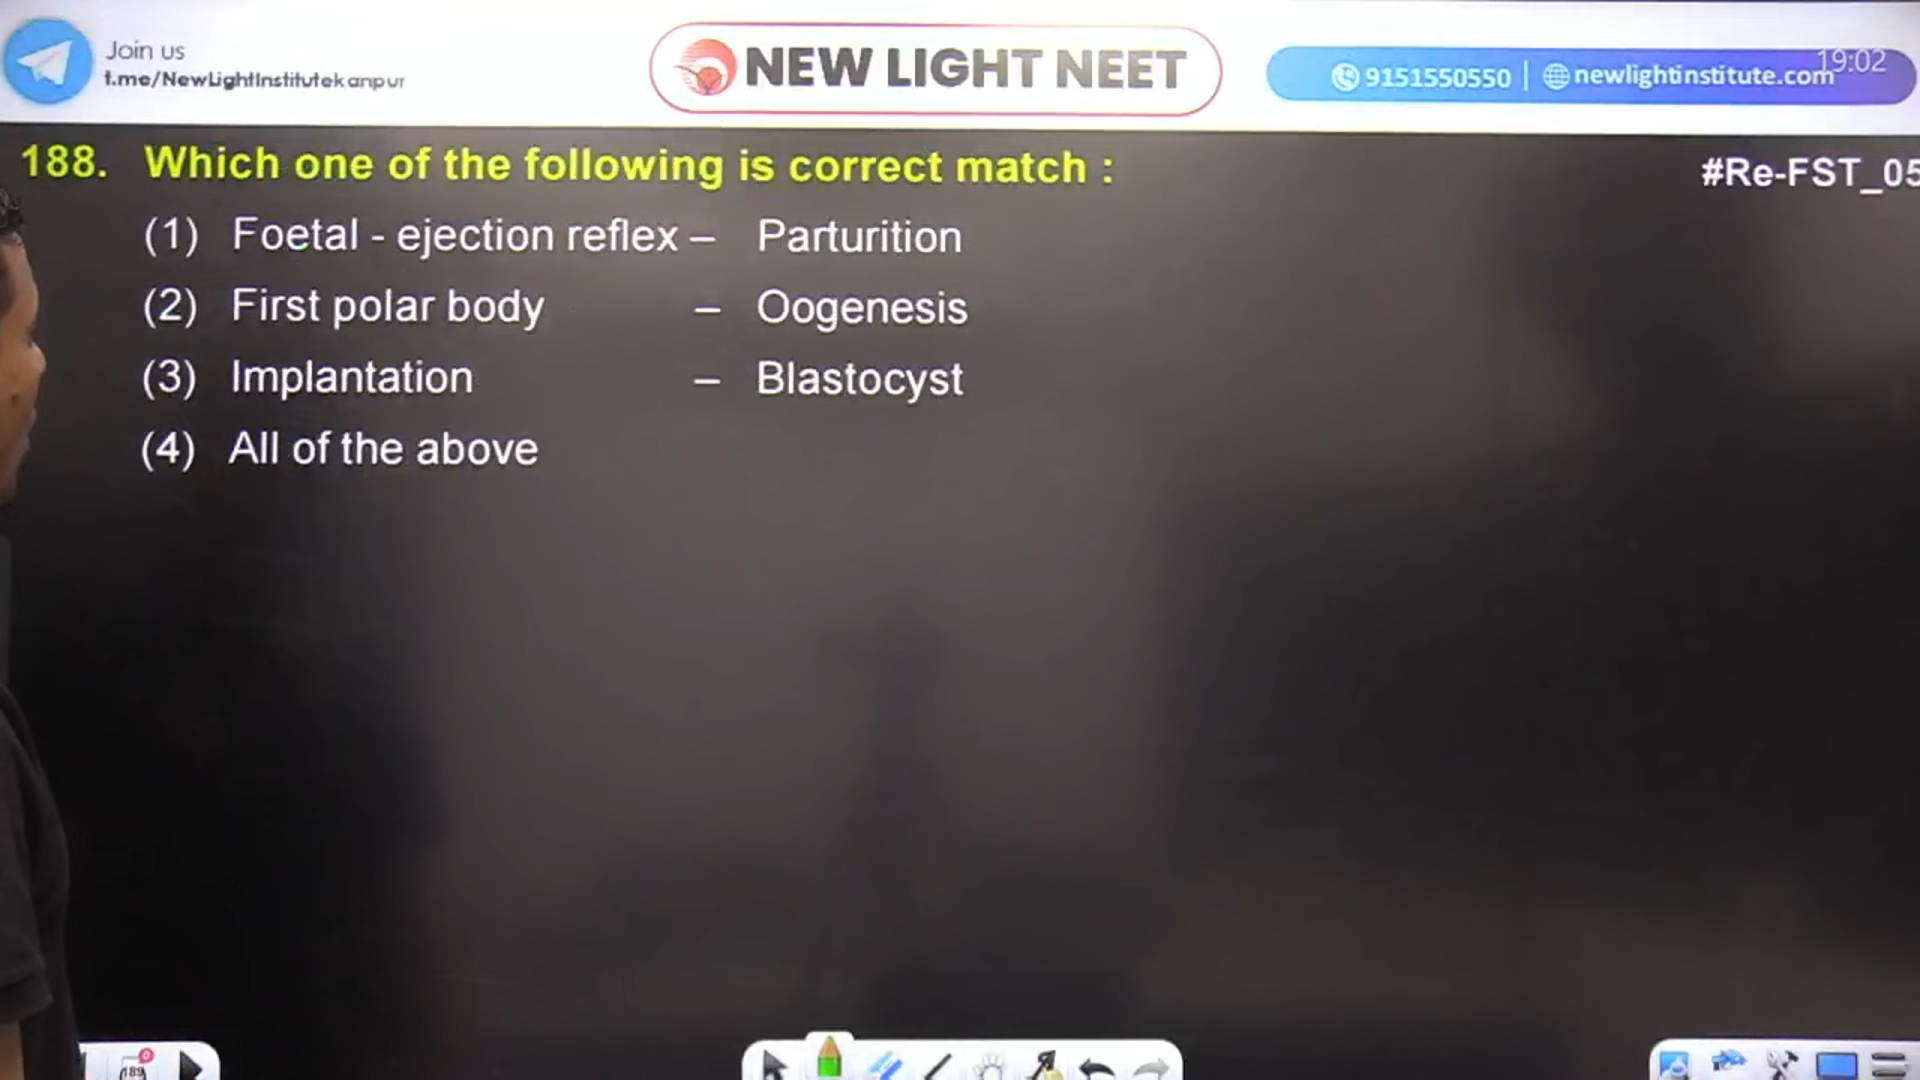 Join us
t.me/NewLightInstitutekanpur
NEW LIGHT NEET
9151550550 | newlightinstitute.com
19:02
188. Which one of the following is correct match :
#Re-FST_05
(1) Foetal - ejection reflex – Parturition
(2) First polar body – Oogenesis
(3) Implantation – Blastocyst
(4) All of the above
0
189